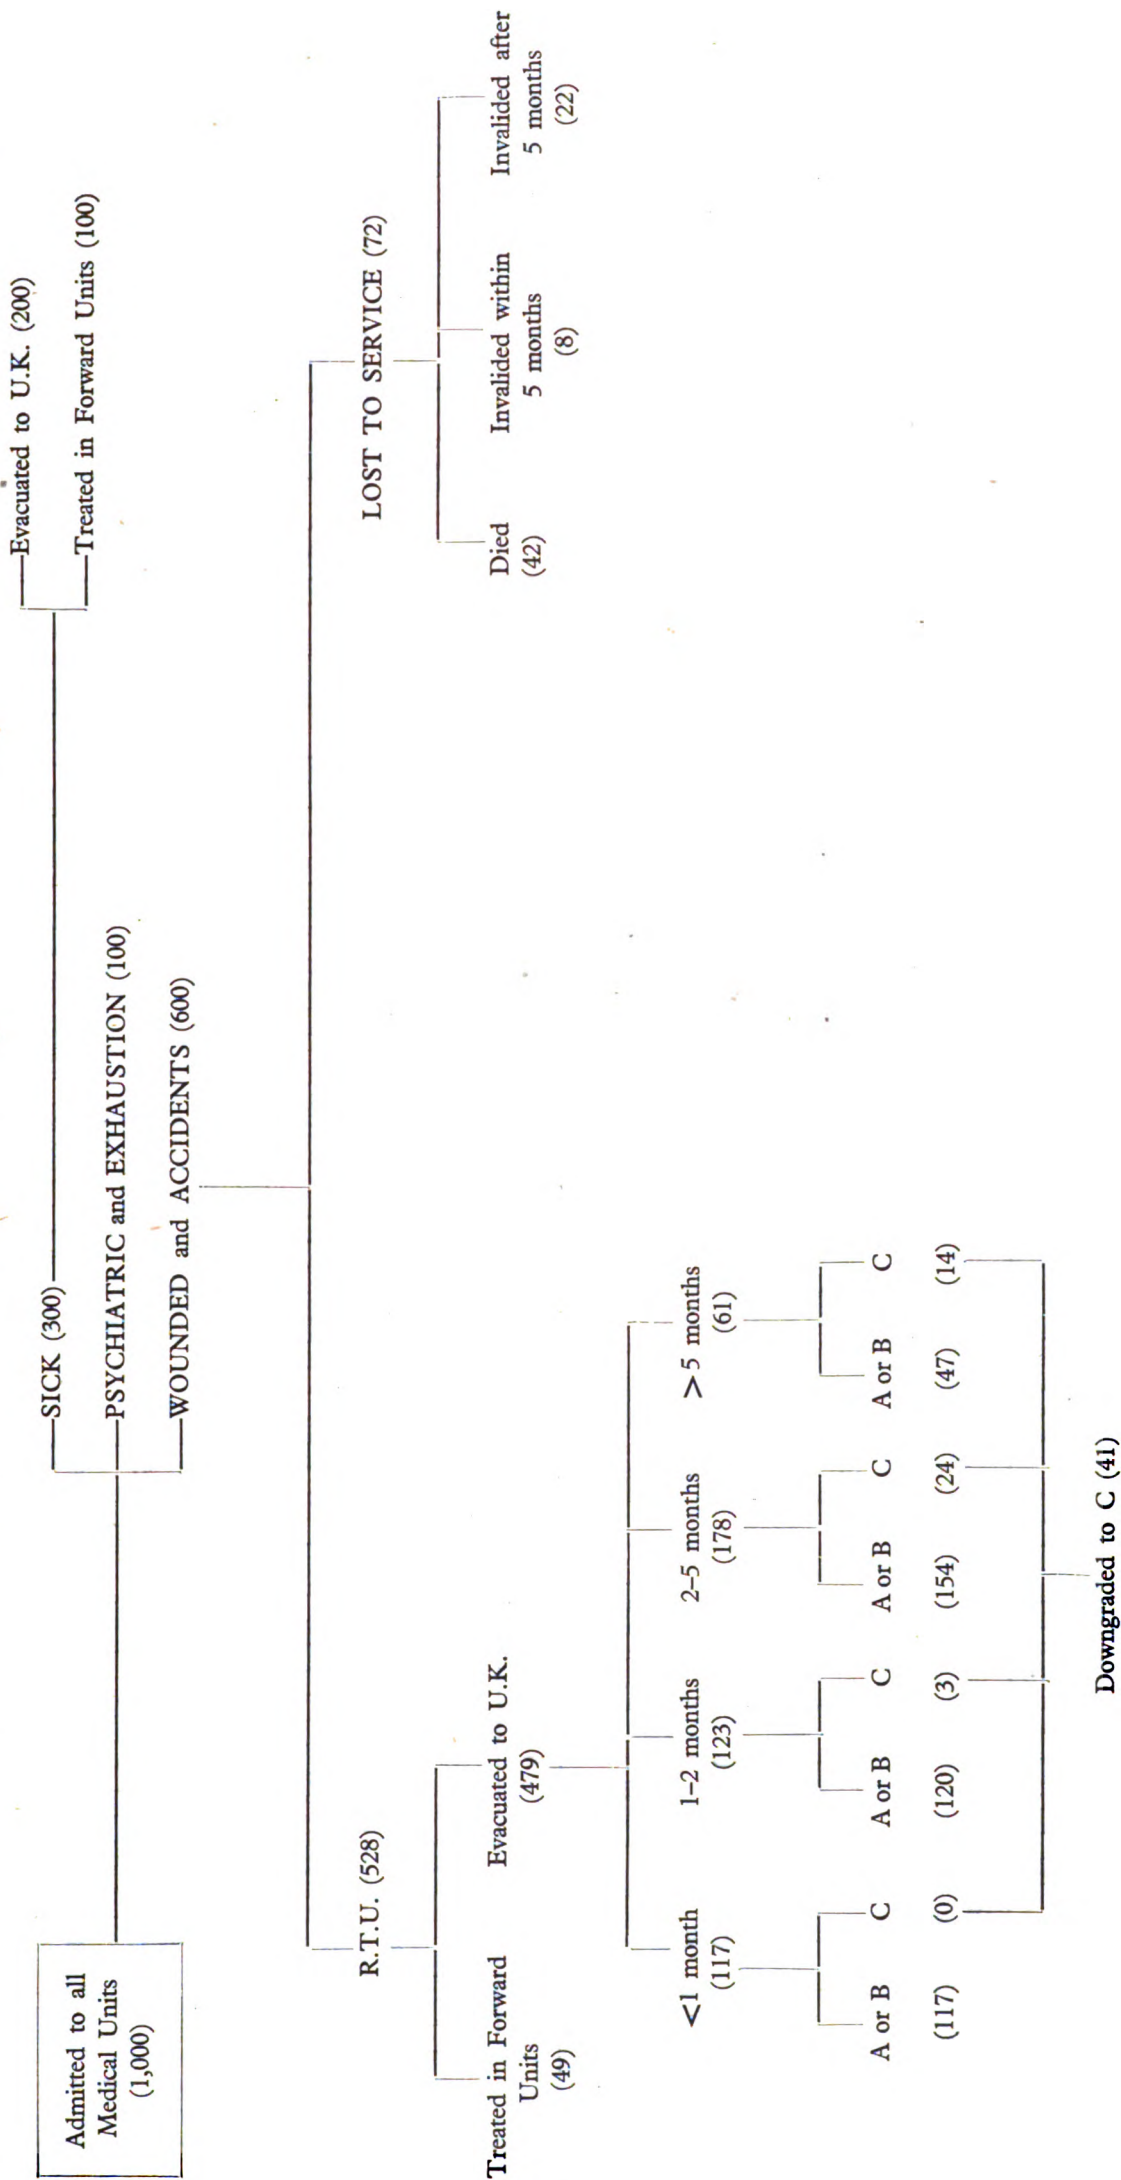 Admitted to all
Medical Units
(1,000)
SICK (300)
Evacuated to U.K. (200)
Treated in Forward Units (100)
PSYCHIATRIC and EXHAUSTION (100)
WOUNDED and ACCIDENTS (600)
R.T.U. (528)
LOST TO SERVICE (72)
Treated in Forward
Units
(49)
Evacuated to U.K.
(479)
Died
(42)
Invalided within
5 months
(8)
Invalided after
5 months
(22)
<1 month
(117)
1–2 months
(123)
2–5 months
(178)
>5 months
(61)
A or B
(117)
C
(0)
A or B
(120)
C
(3)
A or B
(154)
C
(24)
A or B
(47)
C
(14)
Downgraded to C (41)